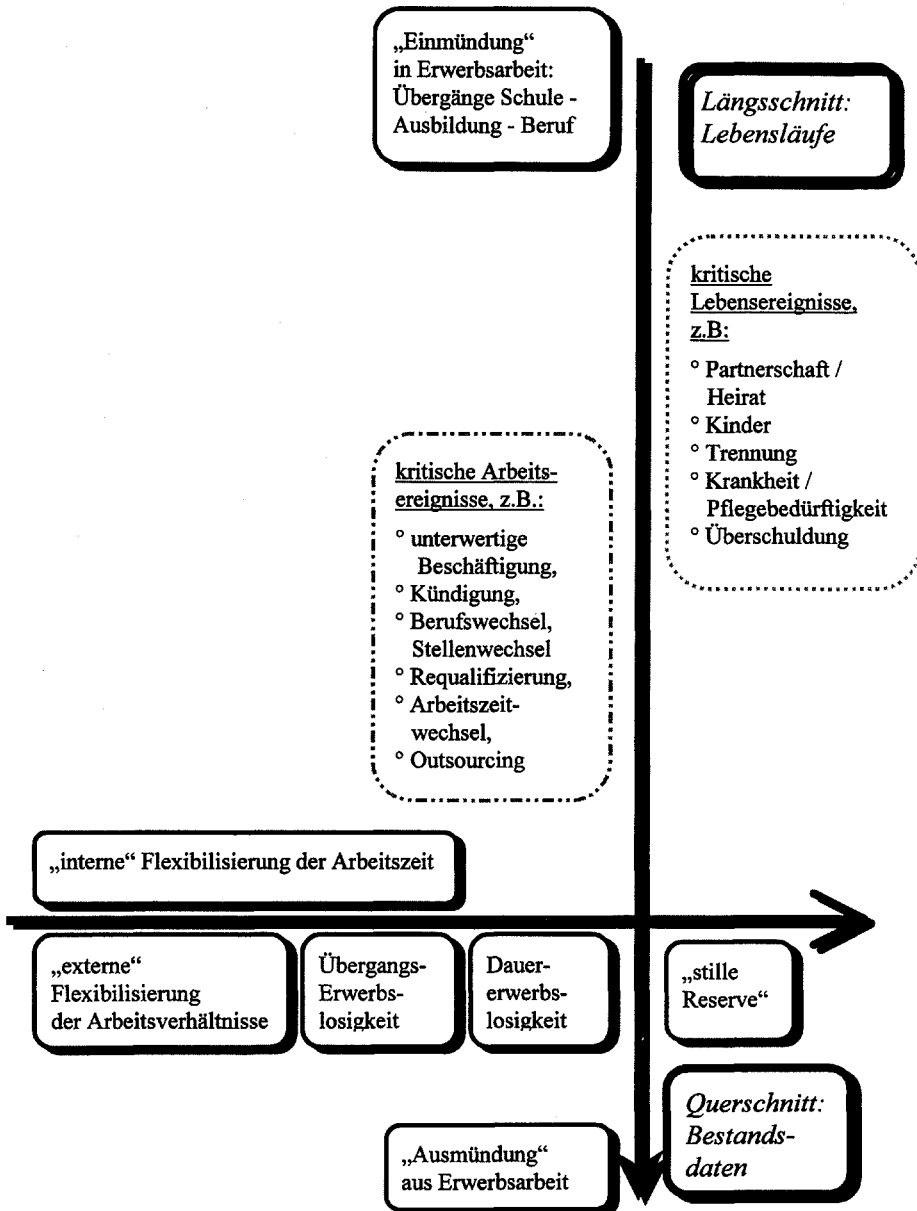 „Einmündung“
in Erwerbsarbeit:
Übergänge Schule -
Ausbildung - Beruf
Längsschnitt:
Lebensläufe
kritische
Lebensereignisse,
z.B:
° Partnerschaft /
Heirat
° Kinder
° Trennung
° Krankheit /
Pflegebedürftigkeit
° Überschuldung
kritische Arbeits-
ereignisse, z.B.:
° unterwertige
Beschäftigung,
° Kündigung,
° Berufswechsel,
Stellenwechsel
° Requalifizierung,
° Arbeitszeit-
wechsel,
° Outsourcing
„interne“ Flexibilisierung der Arbeitszeit
„externe“
Flexibilisierung
der Arbeitsverhältnisse
Übergangs-
Erwerbs-
losigkeit
Dauer-
erwerbs-
losigkeit
„stille
Reserve“
Querschnitt:
Bestands-
daten
„Ausmündung“
aus Erwerbsarbeit